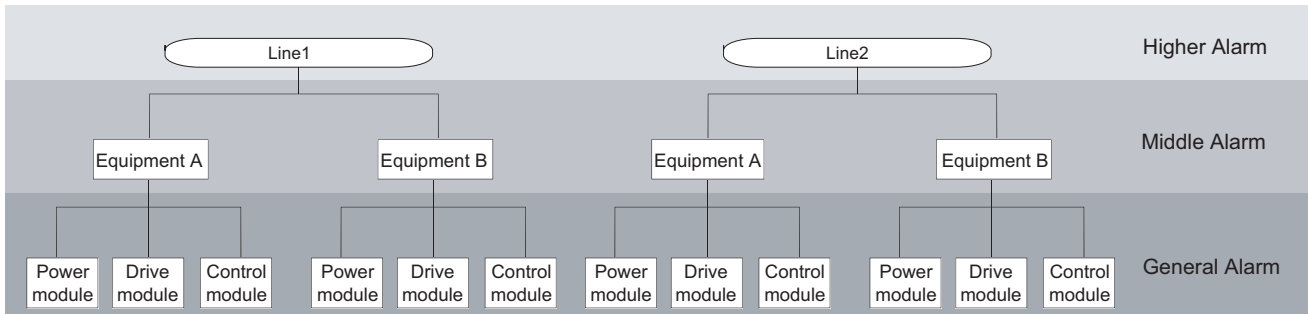 Line1
Line2
Higher Alarm
Equipment A
Equipment B
Equipment A
Equipment B
Middle Alarm
Power
module
Drive
module
Control
module
Power
module
Drive
module
Control
module
Power
module
Drive
module
Control
module
Power
module
Drive
module
Control
module
General Alarm